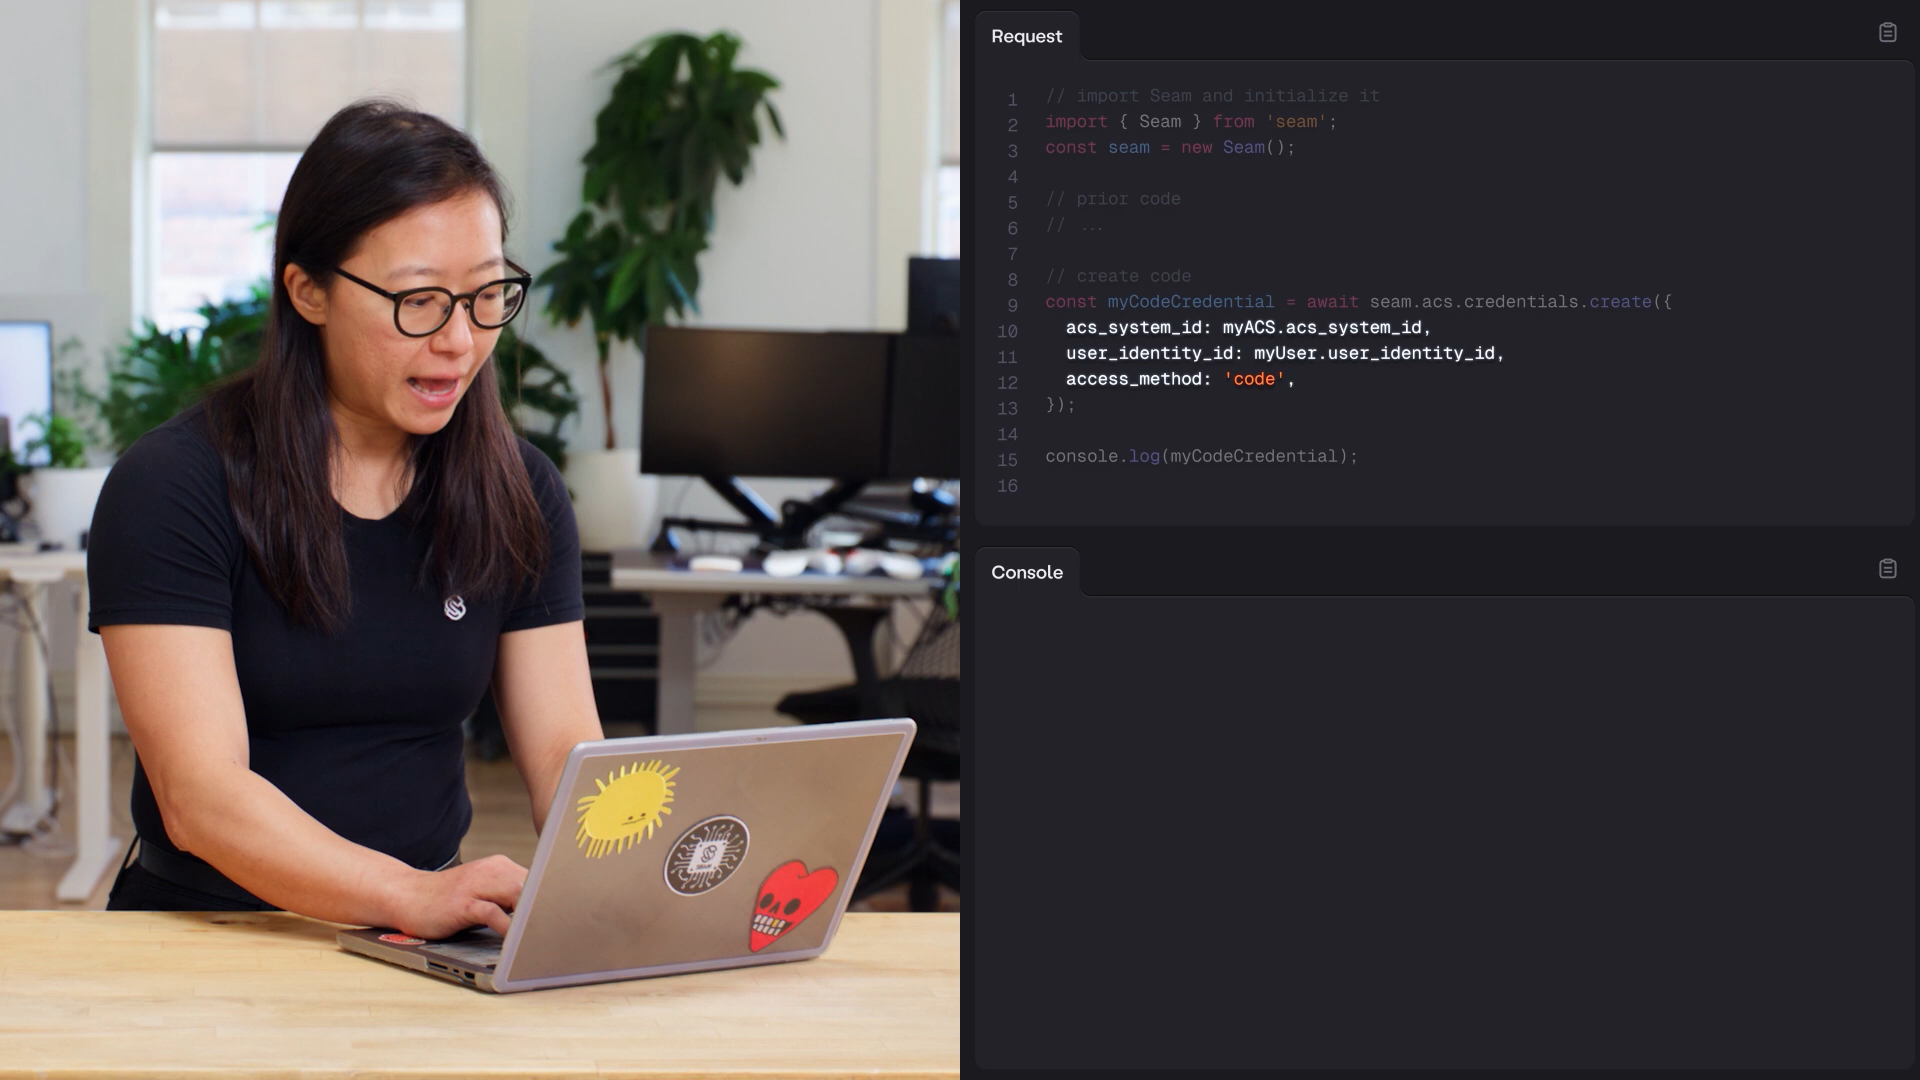 Request
1 // import Seam and initialize it
2 import { Seam } from 'seam';
3 const seam = new Seam();
4
5 // prior code
6 // ...
7
8 // create code
9 const myCodeCredential = await seam.acs.credentials.create({
10 acs_system_id: myACS.acs_system_id,
11 user_identity_id: myUser.user_identity_id,
12 access_method: 'code',
13 });
14
15 console.log(myCodeCredential);
16
Console